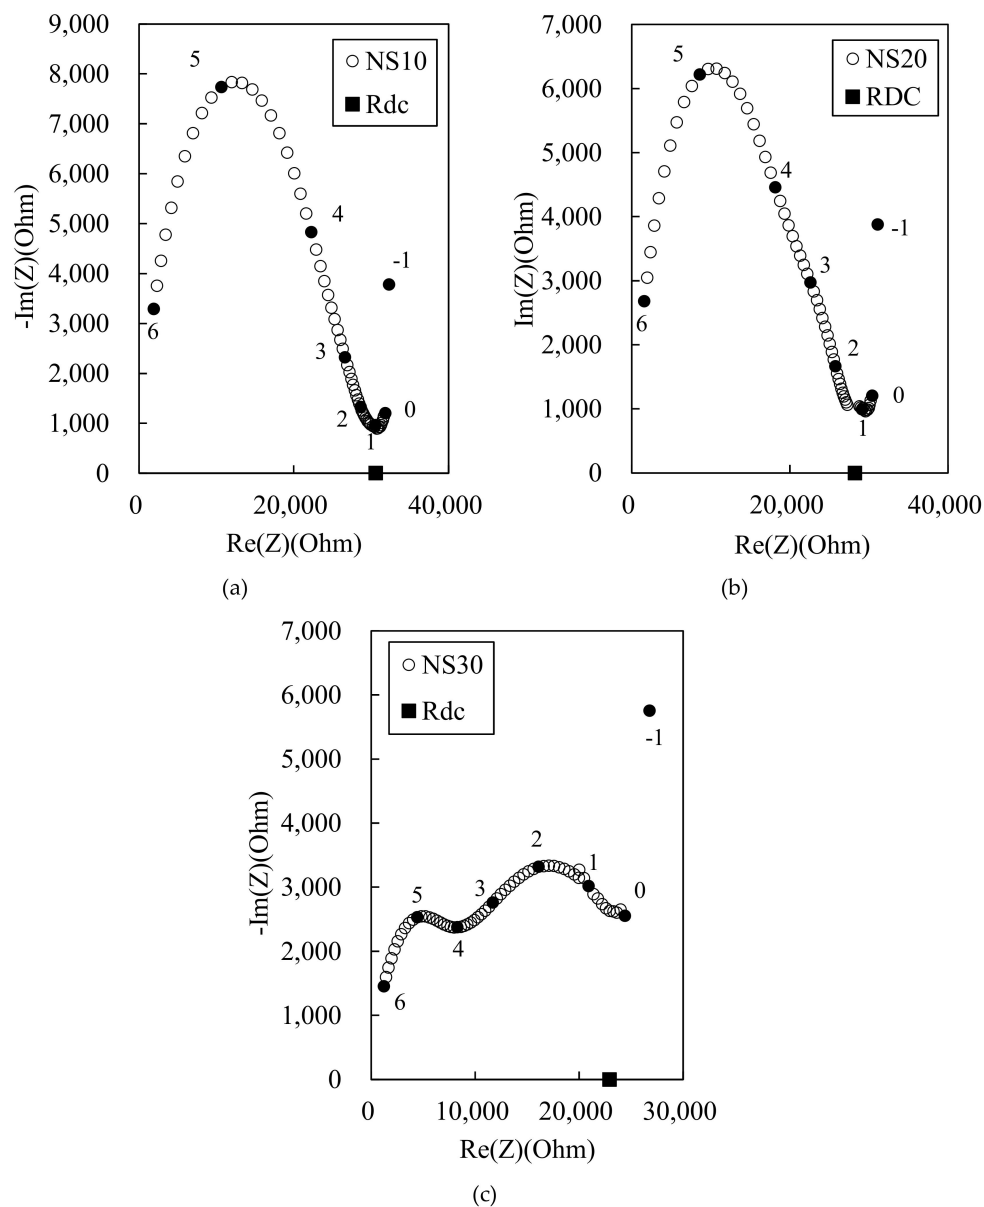 9,000
8,000
7,000
6,000
5,000
4,000
3,000
2,000
1,000
0
-Im(Z)(Ohm)
NS10
Rdc
5
4
-1
6
3
2
1
0
0 20,000 40,000
Re(Z)(Ohm)
(a)
7,000
6,000
5,000
4,000
3,000
2,000
1,000
0
Im(Z)(Ohm)
NS20
RDC
5
4
-1
3
6
2
0
1
0 20,000 40,000
Re(Z)(Ohm)
(b)
7,000
6,000
5,000
4,000
3,000
2,000
1,000
0
-Im(Z)(Ohm)
NS30
Rdc
-1
2
1
5
3
0
4
6
0 10,000 20,000 30,000
Re(Z)(Ohm)
(c)